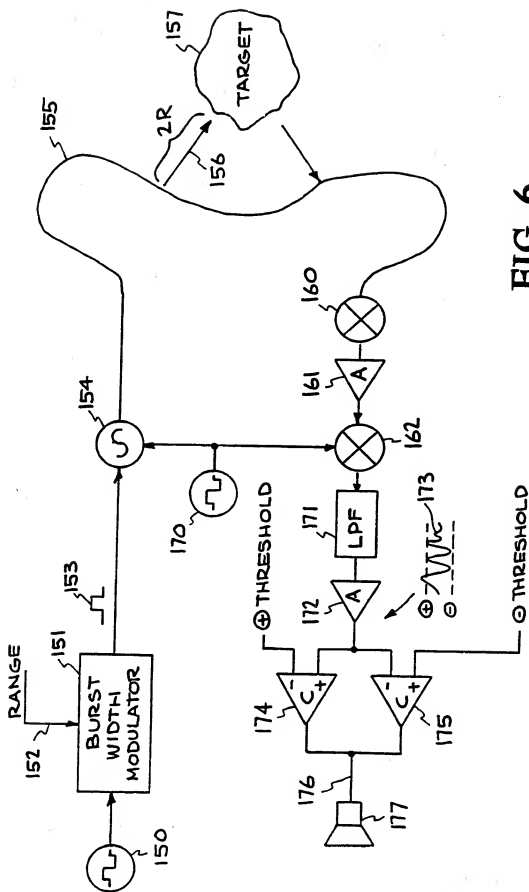 RANGE
152
151
153
154
155
BURST
WIDTH
MODULATOR
150
2R
156
157
TARGET
170
⊕ THRESHOLD
174
C
172
A
171
LPF
162
161
A
160
176
177
175
C
⊕
⊖
173
⊖ THRESHOLD
FIG. 6